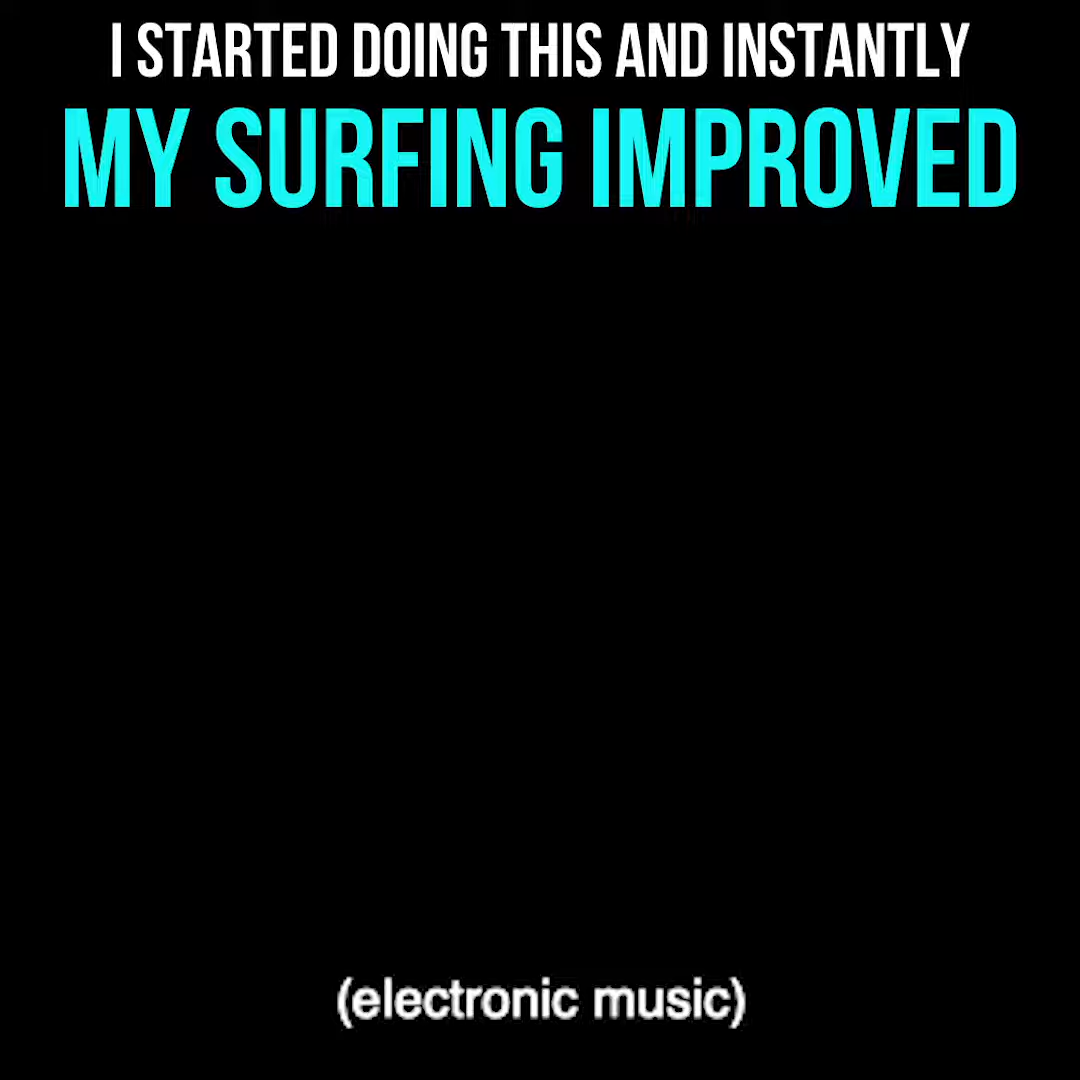 I STARTED DOING THIS AND INSTANTLY
MY SURFING IMPROVED
(electronic music)